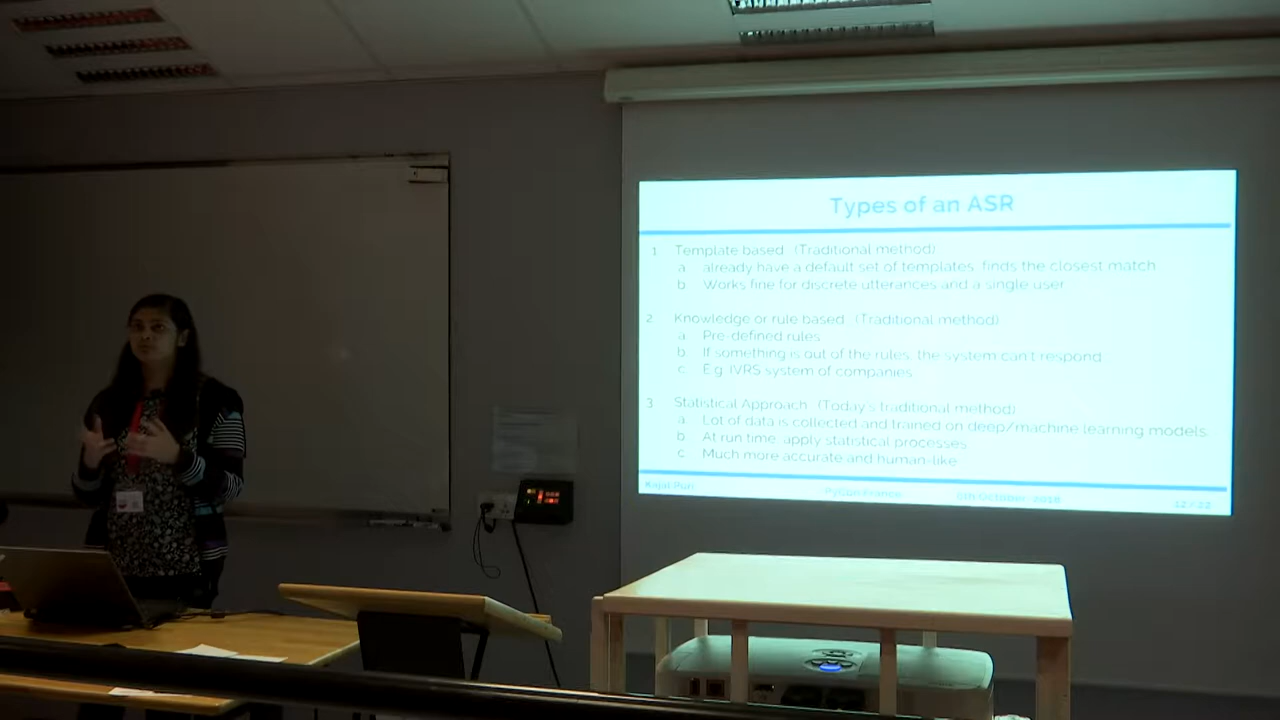 Types of an ASR
1 Template based (Traditional method)
a already have a default set of templates, finds the closest match
b Works fine for discrete utterances and a single user
2 Knowledge or rule based (Traditional method)
a. Pre-defined rules
b. If something is out of the rules, the system can't respond
c. E.g. IVRS system of companies
3 Statistical Approach (Today's traditional method)
a. Lot of data is collected and trained on deep/machine learning models
b At run time, apply statistical processes
c. Much more accurate and human-like
PyCon France October, 2018 12 / 22